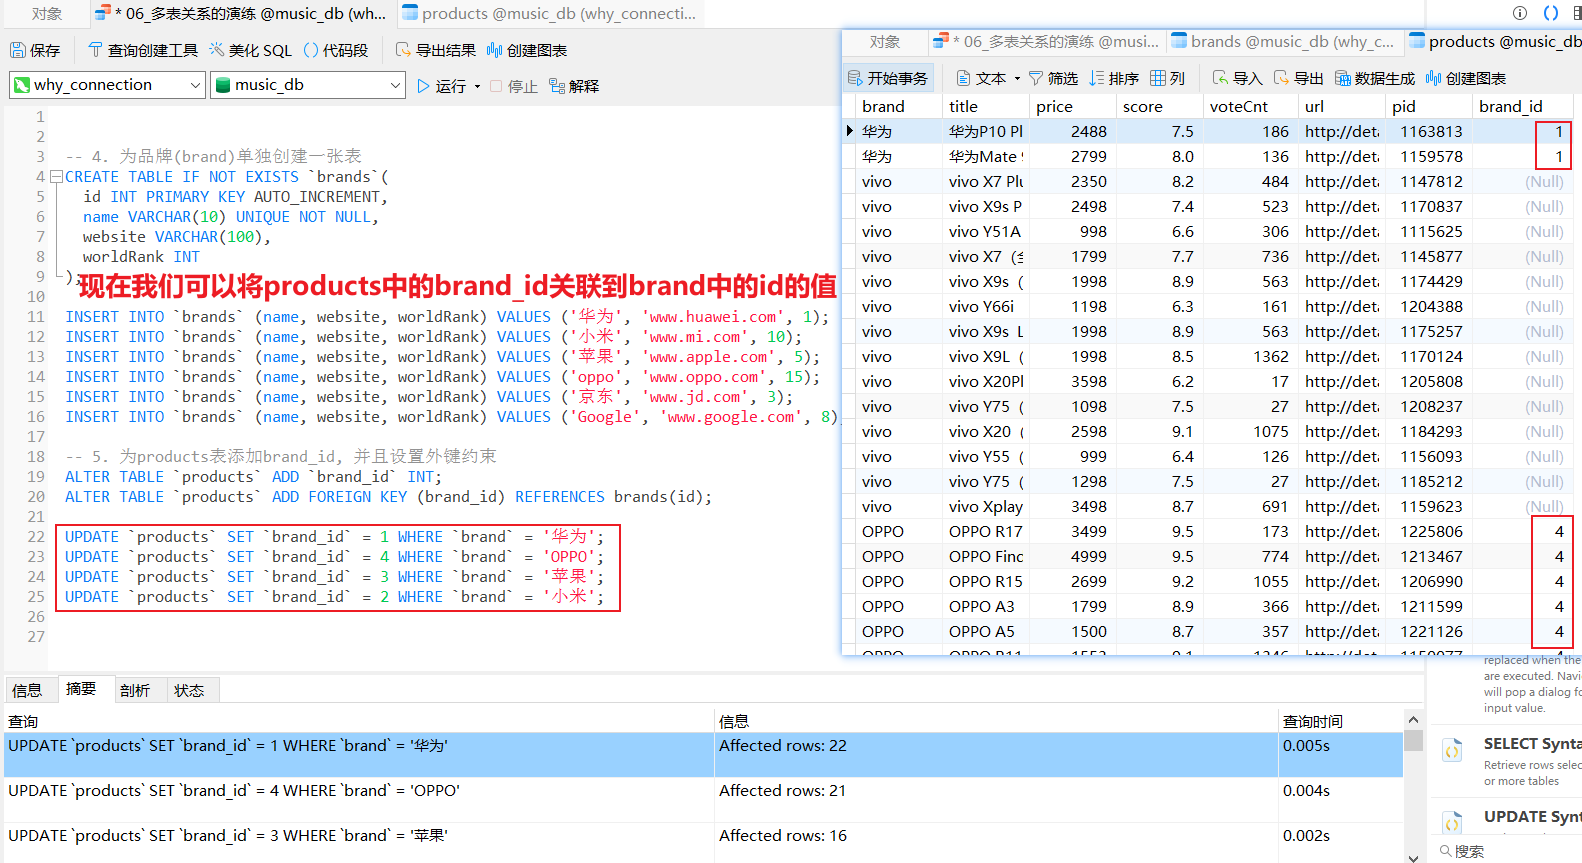 对象
* 06_多表关系的演练 @music_db (why_...
products @music_db (why_connecti...
保存
查询创建工具
美化 SQL
() 代码段
导出结果
创建图表
why_connection
music_db
运行
停止
解释
1
2
3 -- 4. 为品牌(brand)单独创建一张表
4 CREATE TABLE IF NOT EXISTS `brands`(
5 id INT PRIMARY KEY AUTO_INCREMENT,
6 name VARCHAR(10) UNIQUE NOT NULL,
7 website VARCHAR(100),
8 worldRank INT
9 );
现在我们可以将products中的brand_id关联到brand中的id的值
10
11 INSERT INTO `brands` (name, website, worldRank) VALUES ('华为', 'www.huawei.com', 1);
12 INSERT INTO `brands` (name, website, worldRank) VALUES ('小米', 'www.mi.com', 10);
13 INSERT INTO `brands` (name, website, worldRank) VALUES ('苹果', 'www.apple.com', 5);
14 INSERT INTO `brands` (name, website, worldRank) VALUES ('oppo', 'www.oppo.com', 15);
15 INSERT INTO `brands` (name, website, worldRank) VALUES ('京东', 'www.jd.com', 3);
16 INSERT INTO `brands` (name, website, worldRank) VALUES ('Google', 'www.google.com', 8)
17
18 -- 5. 为products表添加brand_id, 并且设置外键约束
19 ALTER TABLE `products` ADD `brand_id` INT;
20 ALTER TABLE `products` ADD FOREIGN KEY (brand_id) REFERENCES brands(id);
21
22 UPDATE `products` SET `brand_id` = 1 WHERE `brand` = '华为';
23 UPDATE `products` SET `brand_id` = 4 WHERE `brand` = 'OPPO';
24 UPDATE `products` SET `brand_id` = 3 WHERE `brand` = '苹果';
25 UPDATE `products` SET `brand_id` = 2 WHERE `brand` = '小米';
26
27
对象
* 06_多表关系的演练 @musi...
brands @music_db (why_c...
products @music_db
开始事务
文本
筛选
排序
列
导入
导出
数据生成
创建图表
brand title price score voteCnt url pid brand_id
华为 华为P10 Pl 2488 7.5 186 http://deta 1163813 1
华为 华为Mate 2799 8.0 136 http://deta 1159578 1
vivo vivo X7 Plu 2350 8.2 484 http://deta 1147812 (Null)
vivo vivo X9s P 2498 7.4 523 http://deta 1170837 (Null)
vivo vivo Y51A 998 6.6 306 http://deta 1115625 (Null)
vivo vivo X7 (全 1799 7.7 736 http://deta 1145877 (Null)
vivo vivo X9s ( 1998 8.9 563 http://deta 1174429 (Null)
vivo vivo Y66i 1198 6.3 161 http://deta 1204388 (Null)
vivo vivo X9s L 1998 8.9 563 http://deta 1175257 (Null)
vivo vivo X9L ( 1998 8.5 1362 http://deta 1170124 (Null)
vivo vivo X20Pl 3598 6.2 17 http://deta 1205808 (Null)
vivo vivo Y75 ( 1098 7.5 27 http://deta 1208237 (Null)
vivo vivo X20 ( 2598 9.1 1075 http://deta 1184293 (Null)
vivo vivo Y55 ( 999 6.4 126 http://deta 1156093 (Null)
vivo vivo Y75 ( 1298 7.5 27 http://deta 1185212 (Null)
vivo vivo Xplay 3498 8.7 691 http://deta 1159623 (Null)
OPPO OPPO R17 3499 9.5 173 http://deta 1225806 4
OPPO OPPO Finc 4999 9.5 774 http://deta 1213467 4
OPPO OPPO R15 2699 9.2 1055 http://deta 1206990 4
OPPO OPPO A3 1799 8.9 366 http://deta 1211599 4
OPPO OPPO A5 1500 8.7 357 http://deta 1221126 4
信息
摘要
剖析
状态
查询 信息 查询时间
UPDATE `products` SET `brand_id` = 1 WHERE `brand` = '华为' Affected rows: 22 0.005s
UPDATE `products` SET `brand_id` = 4 WHERE `brand` = 'OPPO' Affected rows: 21 0.004s
UPDATE `products` SET `brand_id` = 3 WHERE `brand` = '苹果' Affected rows: 16 0.002s
replaced when the
are executed. Navi
will pop a dialog fo
input value.
SELECT Synta
Retrieve rows selec
or more tables
UPDATE Synt
搜索